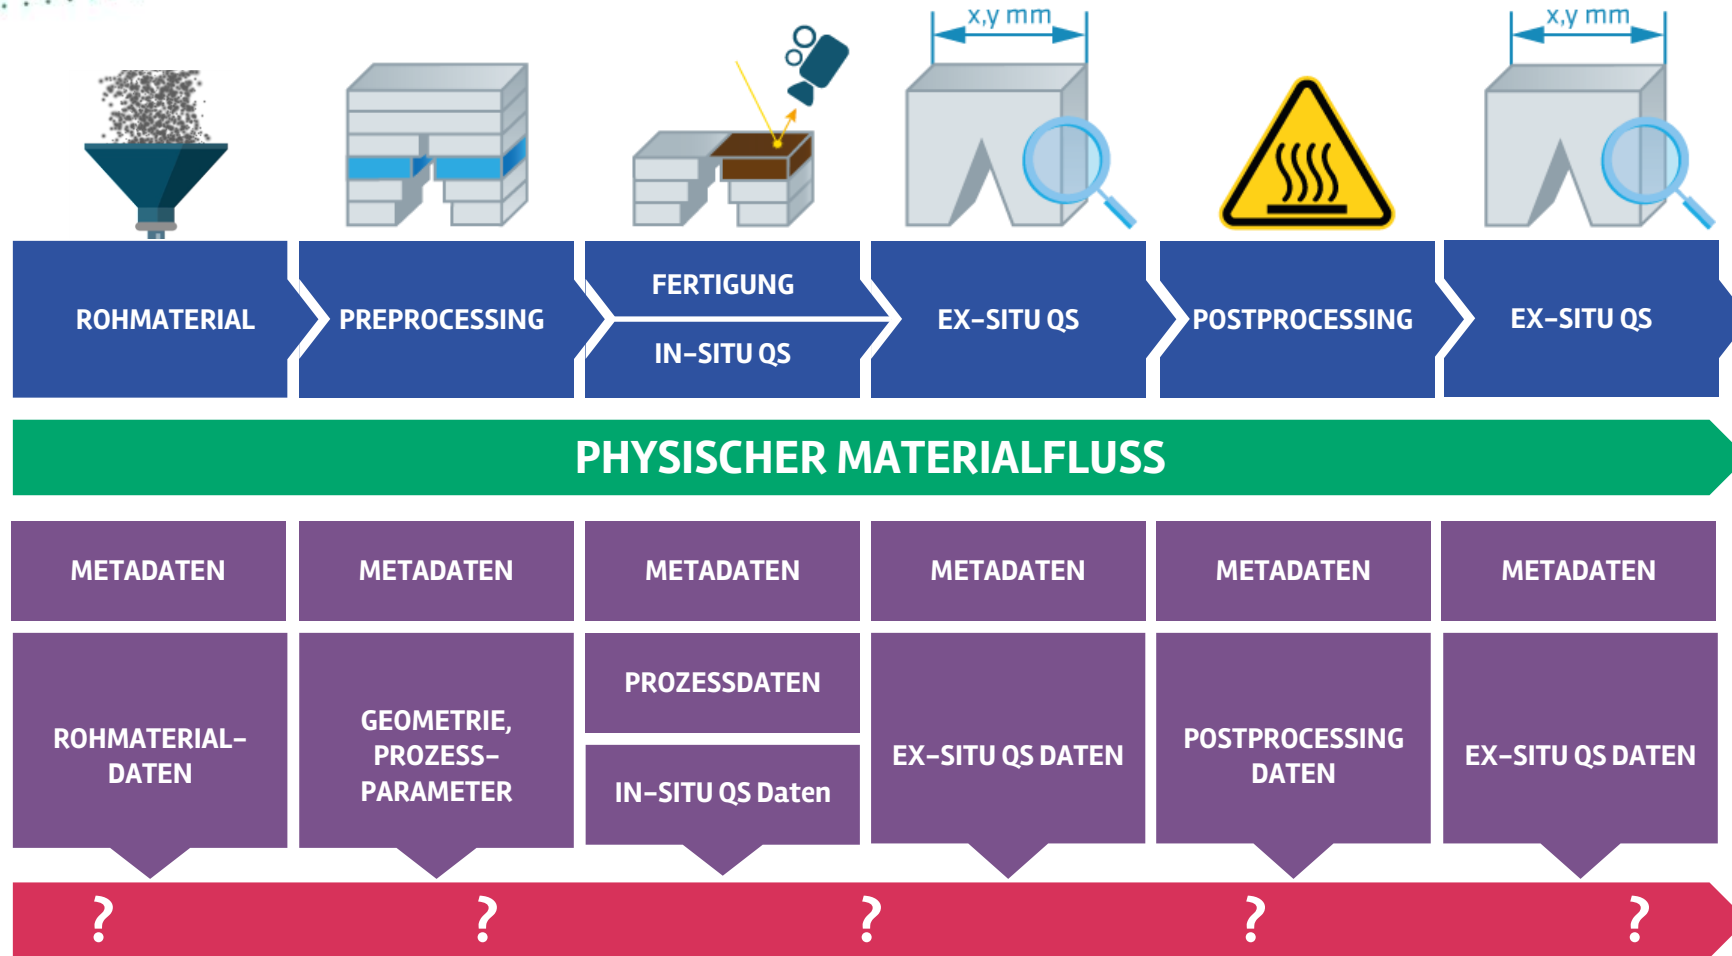 x,y mm
x,y mm
ROHMATERIAL
PREPROCESSING
FERTIGUNG
IN-SITU QS
EX-SITU QS
POSTPROCESSING
EX-SITU QS
PHYSISCHER MATERIALFLUSS
METADATEN
METADATEN
METADATEN
METADATEN
METADATEN
METADATEN
ROHMATERIAL-
DATEN
GEOMETRIE,
PROZESS-
PARAMETER
PROZESSDATEN
IN-SITU QS Daten
EX-SITU QS DATEN
POSTPROCESSING
DATEN
EX-SITU QS DATEN
? ? ? ? ?